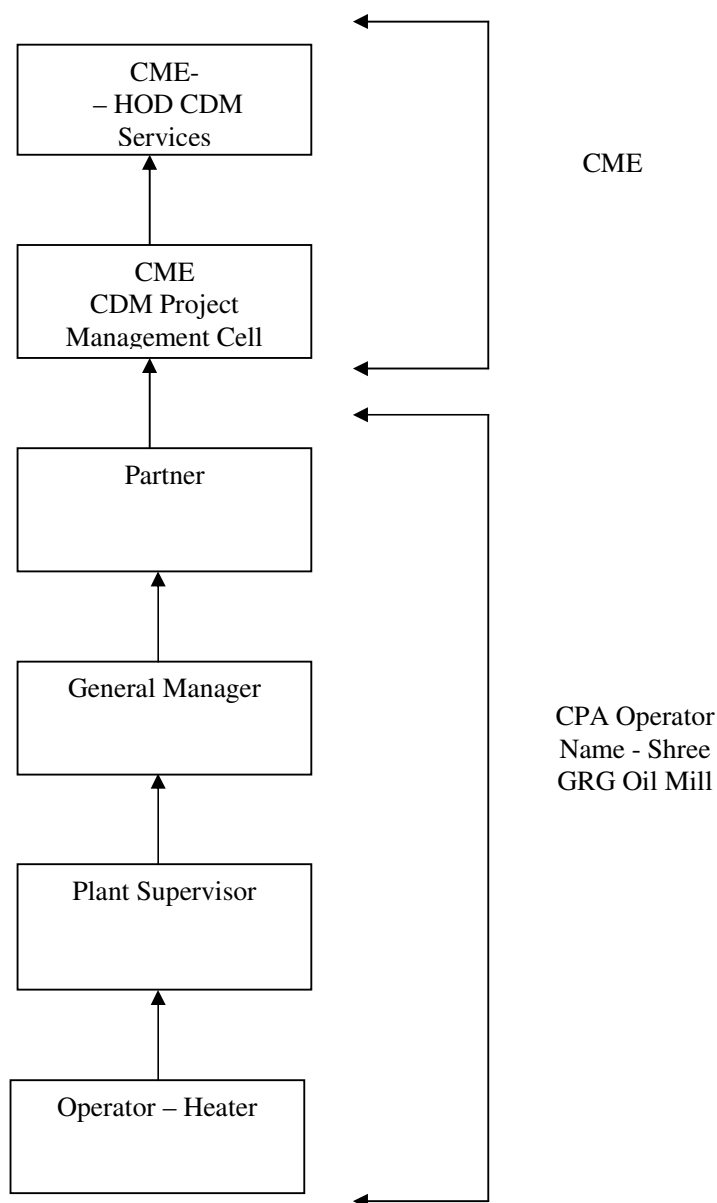 CME-
– HOD CDM
Services
CME
CME
CDM Project
Management Cell
Partner
General Manager
CPA Operator
Name - Shree
GRG Oil Mill
Plant Supervisor
Operator – Heater